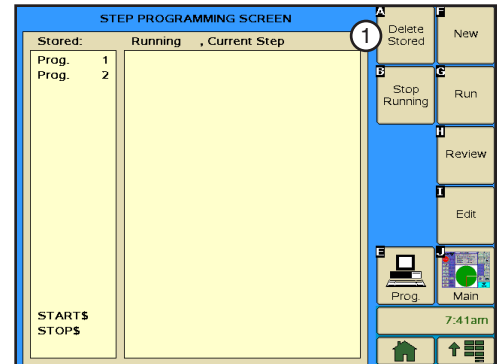 STEP PROGRAMMING SCREEN
Stored: Running , Current Step
Prog. 1
Prog. 2
START$
STOP$
1
A
Delete
Stored
F
New
B
Stop
Running
G
Run
H
Review
I
Edit
E
Prog.
J
Main
7:41am